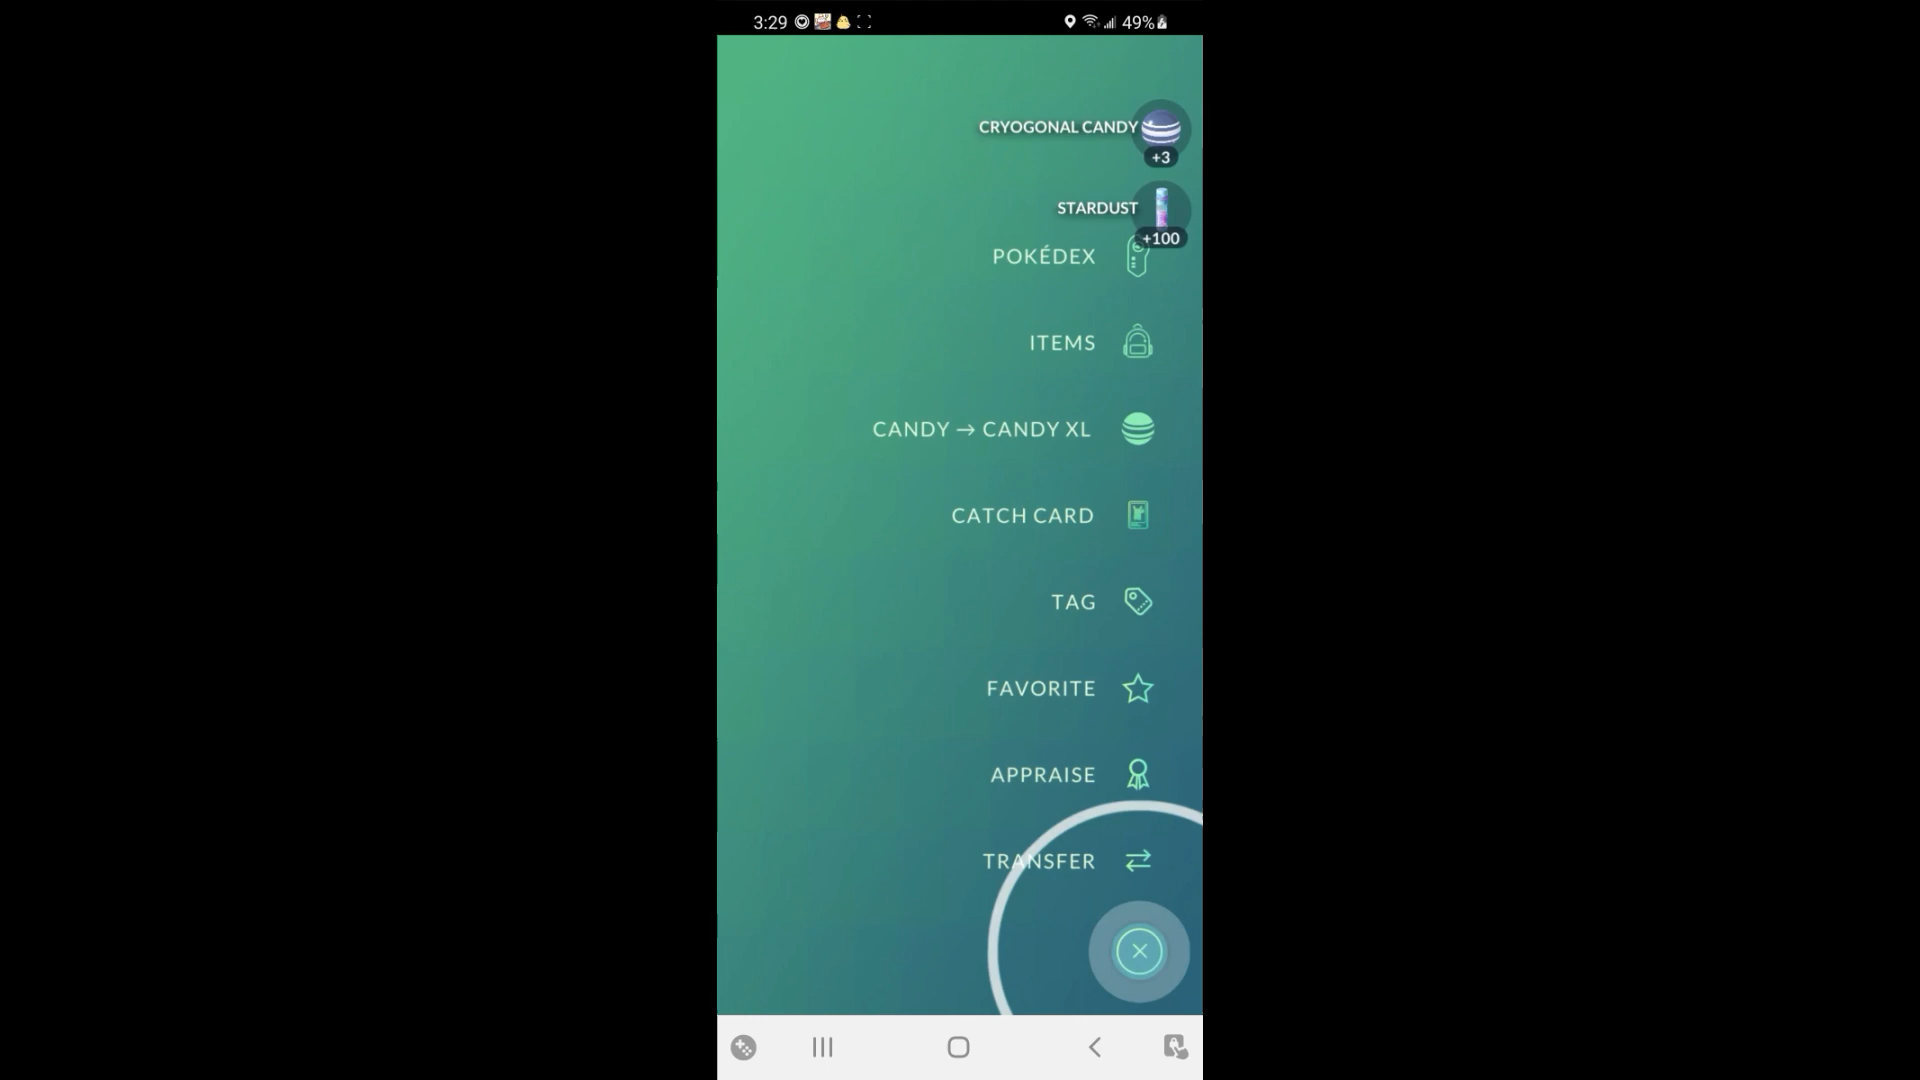 3:29 49%
CRYOGONAL CANDY
+3
STARDUST
+100
POKÉDEX
ITEMS
CANDY → CANDY XL
CATCH CARD
TAG
FAVORITE
APPRAISE
TRANSFER